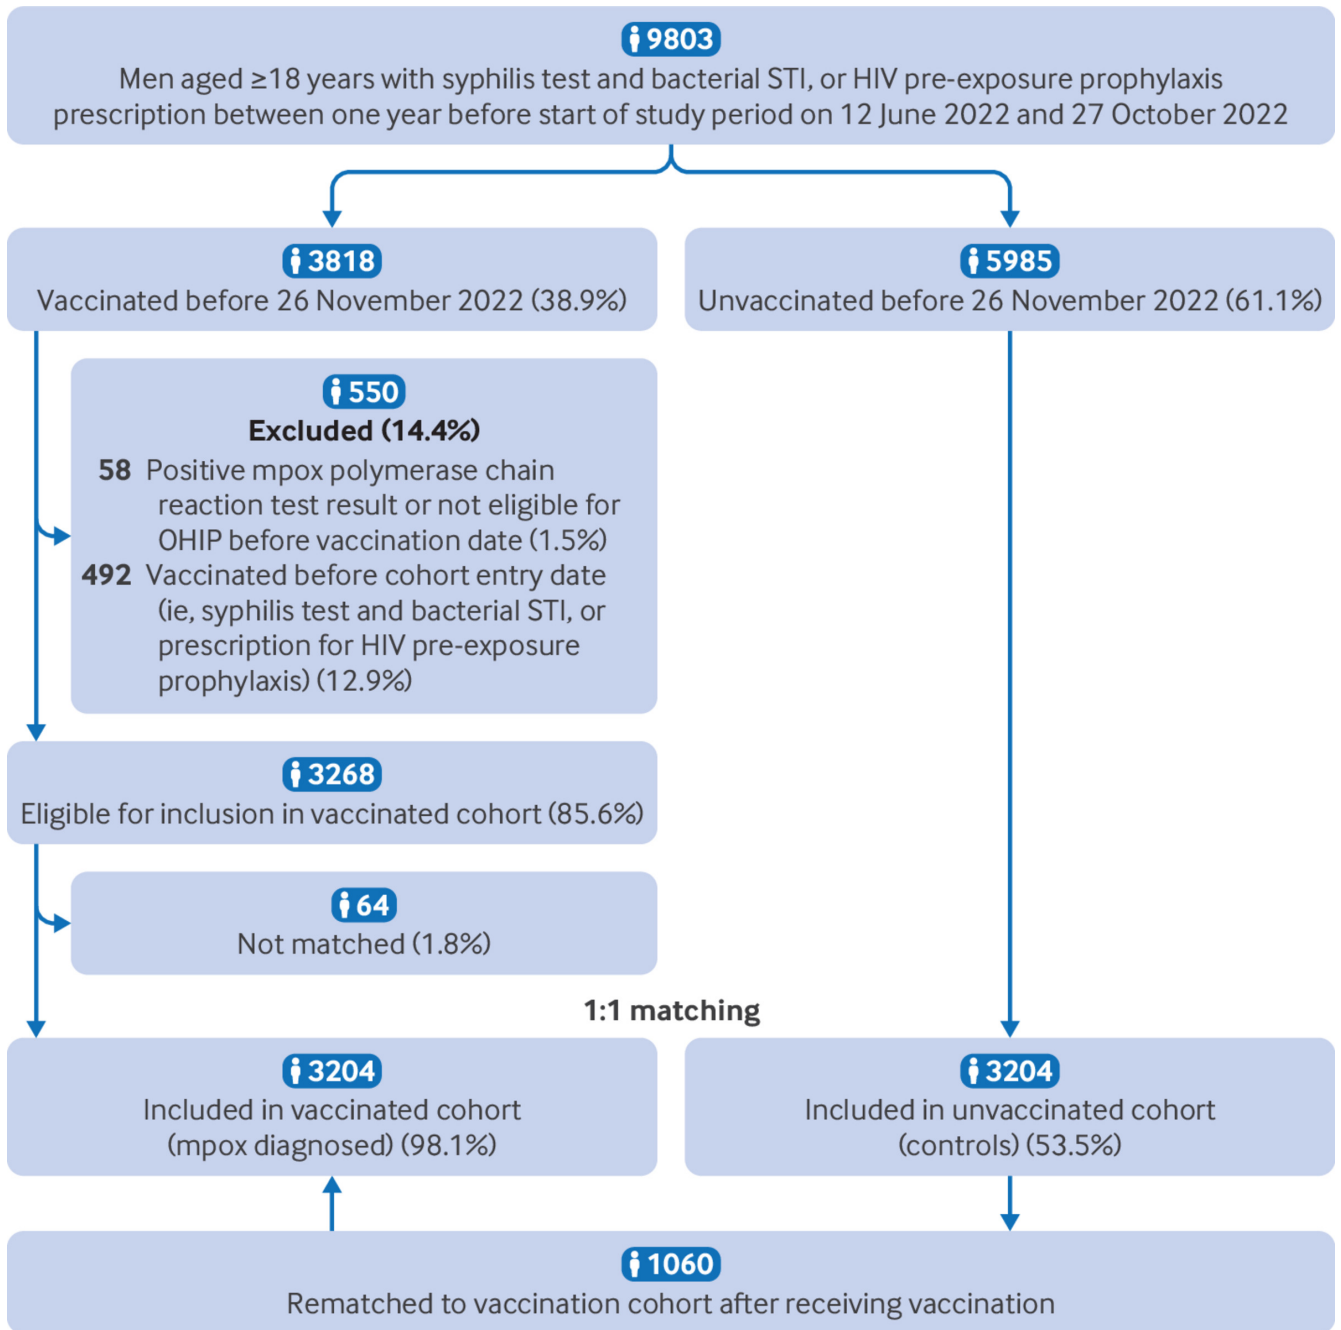 9803
Men aged ≥18 years with syphilis test and bacterial STI, or HIV pre-exposure prophylaxis
prescription between one year before start of study period on 12 June 2022 and 27 October 2022
3818
Vaccinated before 26 November 2022 (38.9%)
5985
Unvaccinated before 26 November 2022 (61.1%)
550
Excluded (14.4%)
58 Positive mpox polymerase chain
reaction test result or not eligible for
OHIP before vaccination date (1.5%)
492 Vaccinated before cohort entry date
(ie, syphilis test and bacterial STI, or
prescription for HIV pre-exposure
prophylaxis) (12.9%)
3268
Eligible for inclusion in vaccinated cohort (85.6%)
64
Not matched (1.8%)
1:1 matching
3204
Included in vaccinated cohort
(mpox diagnosed) (98.1%)
3204
Included in unvaccinated cohort
(controls) (53.5%)
1060
Rematched to vaccination cohort after receiving vaccination